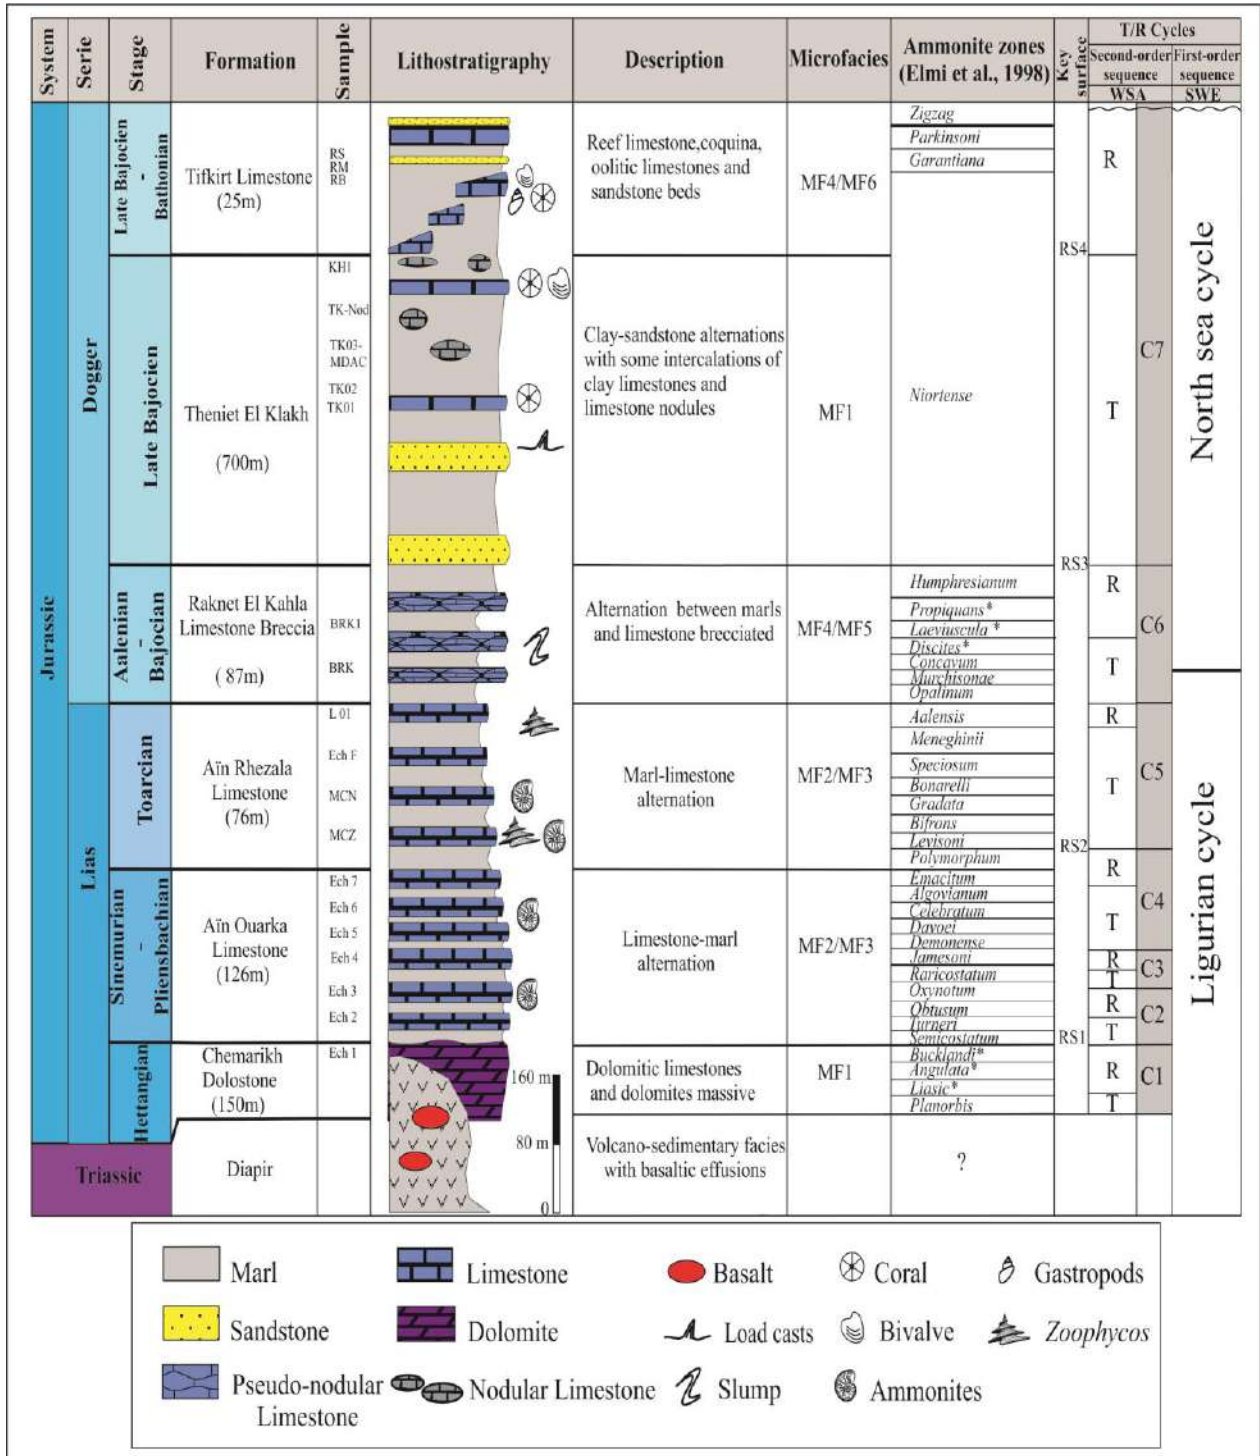 System
Serie
Stage
Formation
Sample
Lithostratigraphy
Description
Microfacies
Ammonite zones
(Elmi et al., 1998)
Key
surface
T/R Cycles
Second-order
sequence
First-order
sequence
WSA
SWE
Jurassic
Triassic
Dogger
Lias
Late Bajocien
-
Bathonian
Tifkirt Limestone
(25m)
RS
RM
RB
Reef limestone,coquina,
oolitic limestones and
sandstone beds
MF4/MF6
Zigzag
Parkinsoni
Garantiana
R
RS4
Late Bajocien
Theniet El Klakh
(700m)
KH1
TK-Nod
TK03-
MDAC
TK02
TK01
Clay-sandstone alternations
with some intercalations of
clay limestones and
limestone nodules
MF1
Niortense
T
C7
North sea cycle
RS3
Aalenian
-
Bajocian
Raknet El Kahla
Limestone Breccia
( 87m)
BRK1
BRK
Alternation between marls
and limestone brecciated
MF4/MF5
Humphresianum
Propiquans*
Laeviuscula *
Discites*
Concavum
Murchisonae
Opalinum
R
T
C6
Toarcian
Aïn Rhezala
Limestone
(76m)
L 01
Ech F
MCN
MCZ
Marl-limestone
alternation
MF2/MF3
Aalensis
Meneghinii
Speciosum
Bonarelli
Gradata
Bifrons
Levisoni
Polymorphum
R
T
C5
RS2
Ligurian cycle
Sinemurian
-
Pliensbachian
Aïn Ouarka
Limestone
(126m)
Ech 7
Ech 6
Ech 5
Ech 4
Ech 3
Ech 2
Limestone-marl
alternation
MF2/MF3
Emacitum
Algovianum
Celebratum
Davoei
Demonense
Jamesoni
Raricostatum
Oxynotum
Obtusum
Turneri
Semicostatum
R
T
C4
R
T
C3
R
T
C2
RS1
Hettangian
Chemarikh
Dolostone
(150m)
Ech 1
Dolomitic limestones
and dolomites massive
MF1
Bucklandi*
Angulata*
Liasic*
Planorbis
R
T
C1
Diapir
160 m
80 m
0
Volcano-sedimentary facies
with basaltic effusions
?
Marl
Limestone
Basalt
Coral
Gastropods
Sandstone
Dolomite
Load casts
Bivalve
Zoophycos
Pseudo-nodular
Limestone
Nodular Limestone
Slump
Ammonites